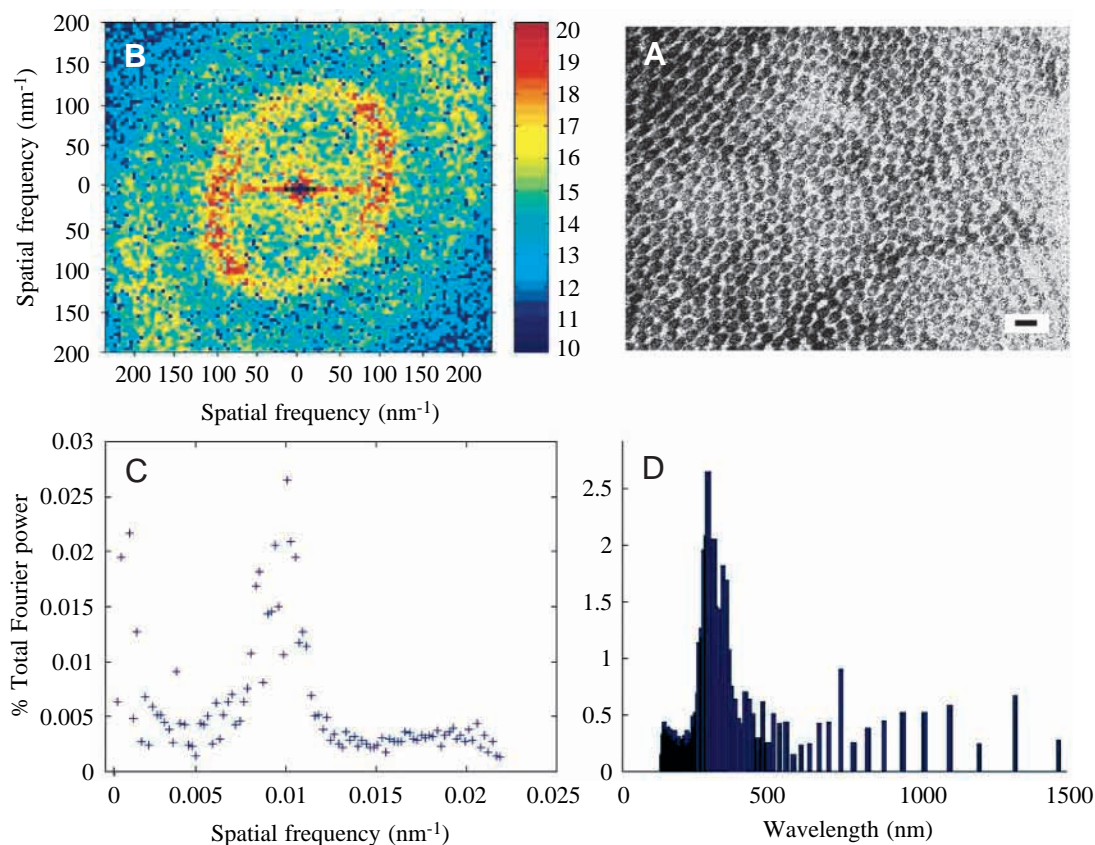 B
Spatial frequency (nm-1)
200
150
100
50
0
50
100
150
200
200 150 100 50 0 50 100 150 200
Spatial frequency (nm-1)
20
19
18
17
16
15
14
13
12
11
10
A
C
% Total Fourier power
0.03
0.025
0.02
0.015
0.01
0.005
0
0 0.005 0.01 0.015 0.02 0.025
Spatial frequency (nm-1)
D
2.5
2
1.5
1
0.5
0
0 500 1000 1500
Wavelength (nm)